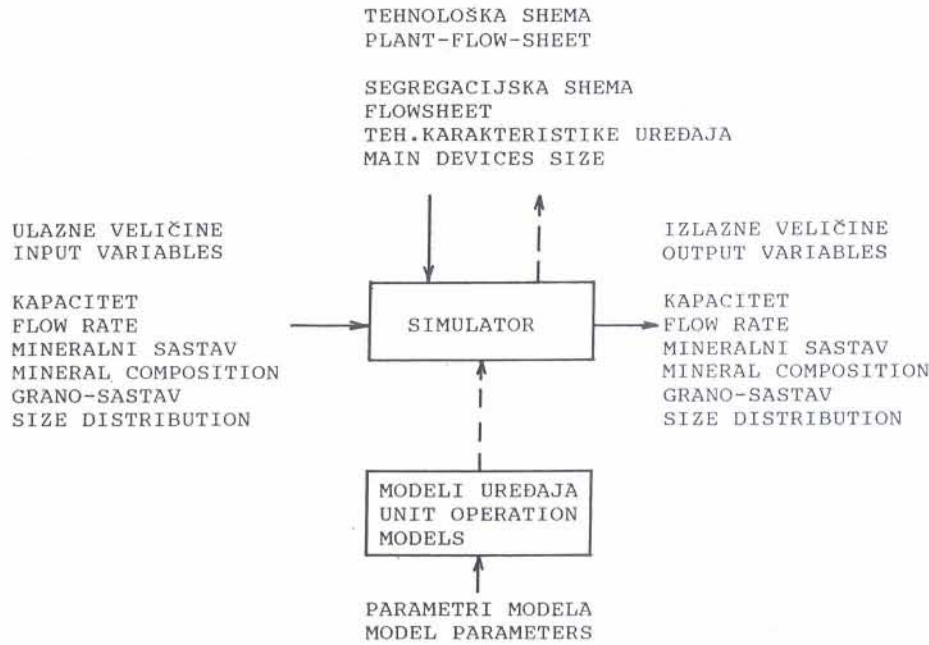 TEHNOLOŠKA SHEMA
PLANT-FLOW-SHEET
SEGREGACIJSKA SHEMA
FLOWSHEET
TEH.KARAKTERISTIKE UREĐAJA
MAIN DEVICES SIZE
ULAZNE VELIČINE
INPUT VARIABLES
KAPACITET
FLOW RATE
MINERALNI SASTAV
MINERAL COMPOSITION
GRANO-SASTAV
SIZE DISTRIBUTION
SIMULATOR
IZLAZNE VELIČINE
OUTPUT VARIABLES
KAPACITET
FLOW RATE
MINERALNI SASTAV
MINERAL COMPOSITION
GRANO-SASTAV
SIZE DISTRIBUTION
MODELI UREĐAJA
UNIT OPERATION
MODELS
PARAMETRI MODELA
MODEL PARAMETERS